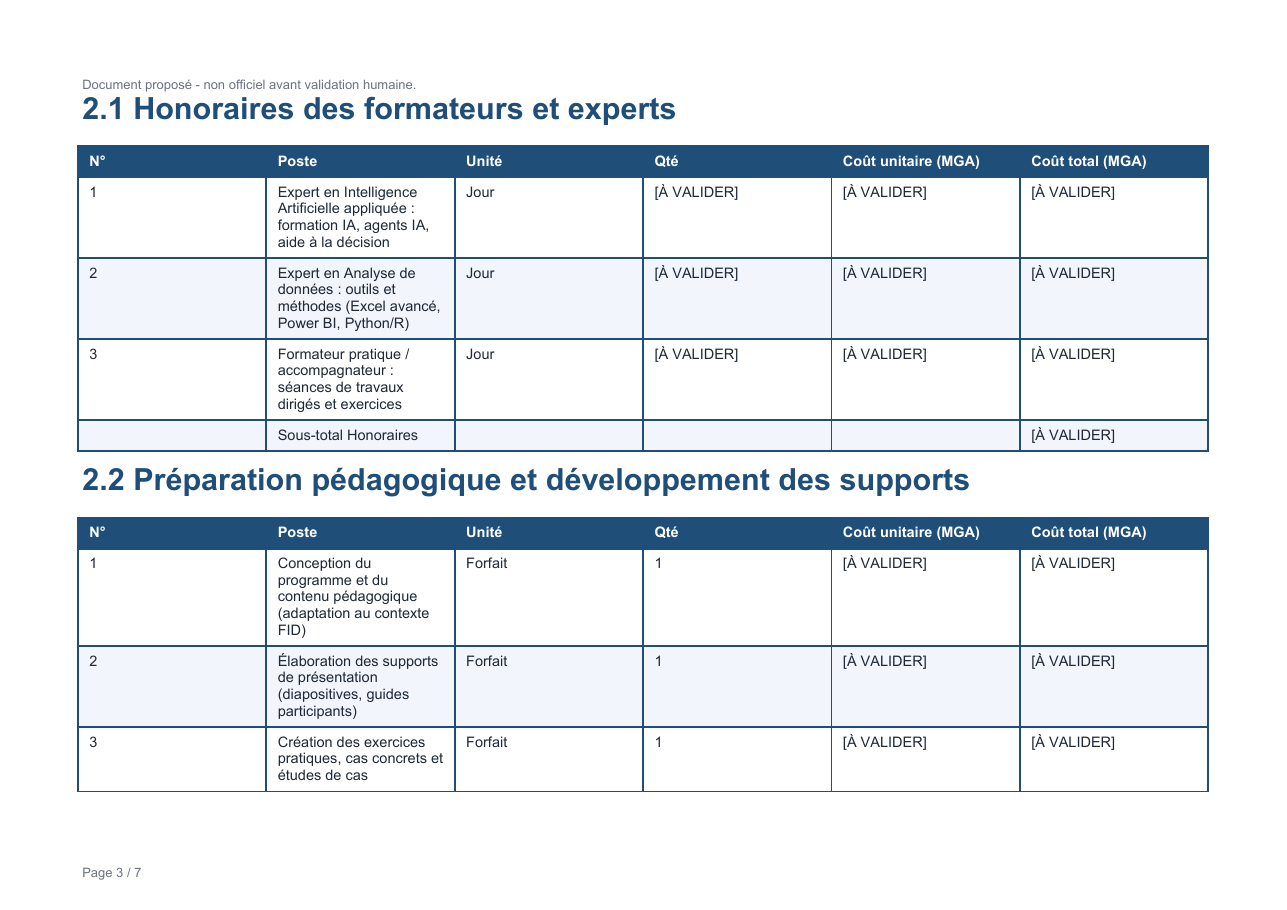 Document proposé - non officiel avant validation humaine.
2.1 Honoraires des formateurs et experts
N° Poste Unité Qté Coût unitaire (MGA) Coût total (MGA)
1 Expert en Intelligence Jour [À VALIDER] [À VALIDER] [À VALIDER]
Artificielle appliquée :
formation IA, agents IA,
aide à la décision
2 Expert en Analyse de Jour [À VALIDER] [À VALIDER] [À VALIDER]
données : outils et
méthodes (Excel avancé,
Power BI, Python/R)
3 Formateur pratique / Jour [À VALIDER] [À VALIDER] [À VALIDER]
accompagnateur :
séances de travaux
dirigés et exercices
Sous-total Honoraires [À VALIDER]
2.2 Préparation pédagogique et développement des supports
N° Poste Unité Qté Coût unitaire (MGA) Coût total (MGA)
1 Conception du Forfait 1 [À VALIDER] [À VALIDER]
programme et du
contenu pédagogique
(adaptation au contexte
FID)
2 Élaboration des supports Forfait 1 [À VALIDER] [À VALIDER]
de présentation
(diapositives, guides
participants)
3 Création des exercices Forfait 1 [À VALIDER] [À VALIDER]
pratiques, cas concrets et
études de cas
Page 3 / 7